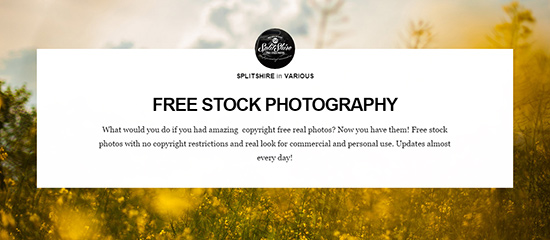 SplitShire
SPLITSHIRE in VARIOUS
FREE STOCK PHOTOGRAPHY
What would you do if you had amazing  copyright free real photos? Now you have them! Free stock
photos with no copyright restrictions and real look for commercial and personal use. Updates almost
every day!